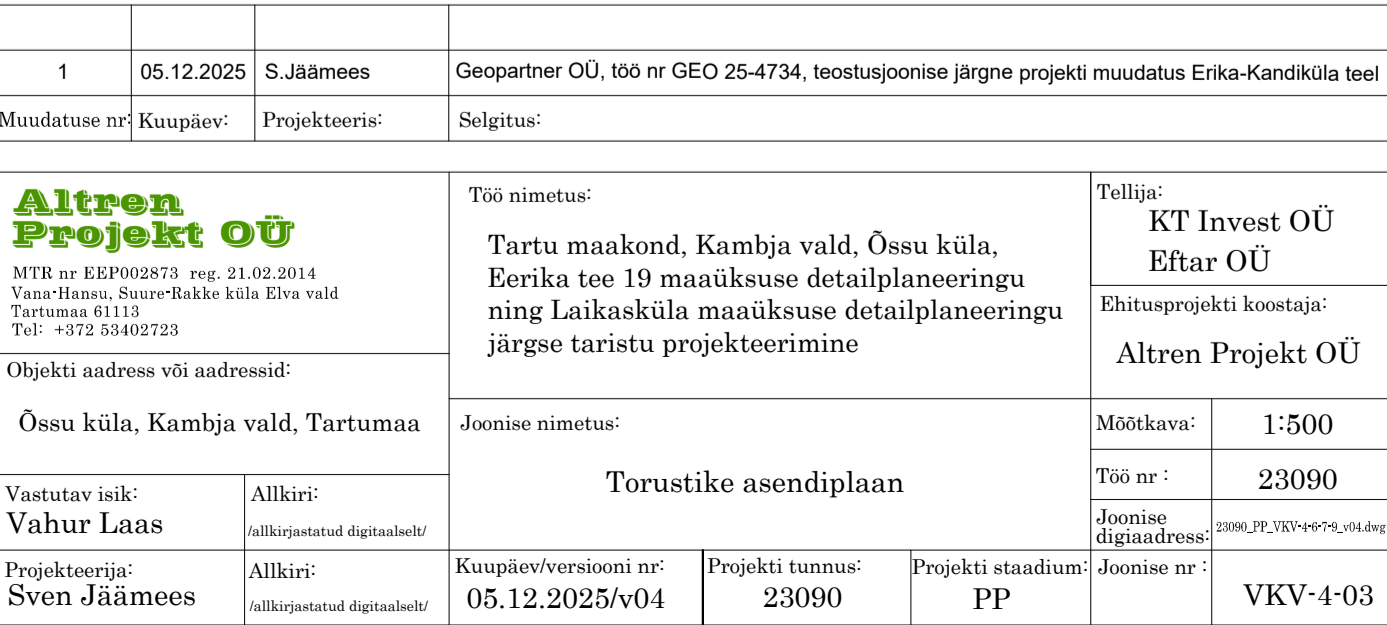 1 05.12.2025 S.Jäämees Geopartner OÜ, töö nr GEO 25-4734, teostusjoonise järgne projekti muudatus Erika-Kandiküla teel
Muudatuse nr: Kuupäev: Projekteeris: Selgitus:
Altren
Projekt OÜ
MTR nr EEP002873 reg. 21.02.2014
Vana-Hansu, Suure-Rakke küla Elva vald
Tartumaa 61113
Tel: +372 53402723
Töö nimetus:
Tartu maakond, Kambja vald, Õssu küla,
Eerika tee 19 maaüksuse detailplaneeringu
ning Laikasküla maaüksuse detailplaneeringu
järgse taristu projekteerimine
Tellija:
KT Invest OÜ
Eftar OÜ
Ehitusprojekti koostaja:
Altren Projekt OÜ
Objekti aadress või aadressid:
Õssu küla, Kambja vald, Tartumaa
Joonise nimetus:
Torustike asendiplaan
Mõõtkava: 1:500
Töö nr : 23090
Joonise
digiaadress: 23090_PP_VKV-4-6-7-9_v04.dwg
Vastutav isik:
Vahur Laas
Allkiri:
/allkirjastatud digitaalselt/
Projekteerija:
Sven Jäämees
Allkiri:
/allkirjastatud digitaalselt/
Kuupäev/versiooni nr:
05.12.2025/v04
Projekti tunnus:
23090
Projekti staadium:
PP
Joonise nr :
VKV-4-03